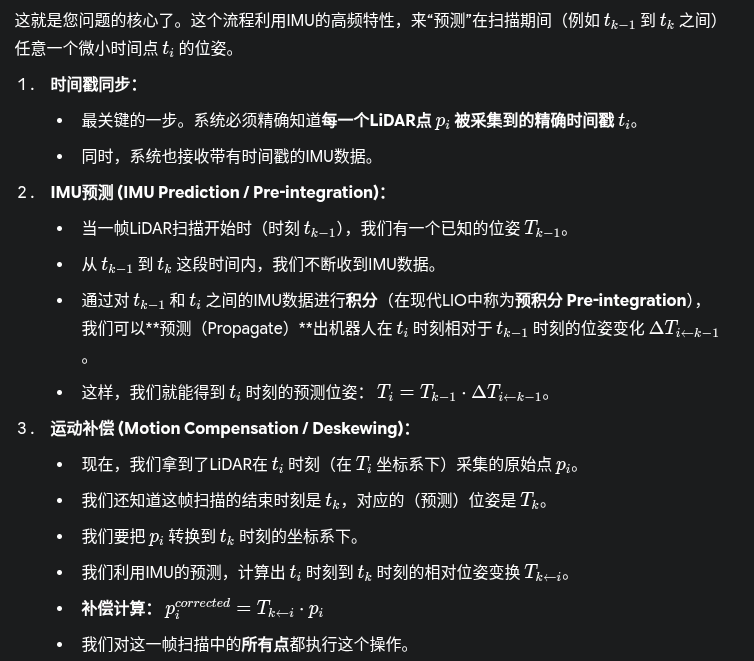 这就是您问题的核心了。这个流程利用IMU的高频特性，来“预测”在扫描期间（例如 t_{k−1} 到 t_k 之间）
任意一个微小时间点 t_i 的位姿。
1. 时间戳同步：
• 最关键的一步。系统必须精确知道每一个LiDAR点 p_i 被采集到的精确时间戳 t_i。
• 同时，系统也接收带有时间戳的IMU数据。
2. IMU预测 (IMU Prediction / Pre-integration)：
• 当一帧LiDAR扫描开始时（时刻 t_{k−1}），我们有一个已知的位姿 T_{k−1}。
• 从 t_{k−1} 到 t_k 这段时间内，我们不断收到IMU数据。
• 通过对 t_{k−1} 和 t_i 之间的IMU数据进行积分（在现代LIO中称为预积分 Pre-integration），
我们可以**预测（Propagate）**出机器人在 t_i 时刻相对于 t_{k−1} 时刻的位姿变化 ΔT_{i←k−1}
。
• 这样，我们就能得到 t_i 时刻的预测位姿： T_i = T_{k−1} · ΔT_{i←k−1}。
3. 运动补偿 (Motion Compensation / Deskewing)：
• 现在，我们拿到了LiDAR在 t_i 时刻（在 T_i 坐标系下）采集的原始点 p_i。
• 我们还知道这帧扫描的结束时刻是 t_k，对应的（预测）位姿是 T_k。
• 我们要把 p_i 转换到 t_k 时刻的坐标系下。
• 我们利用IMU的预测，计算出 t_i 时刻到 t_k 时刻的相对位姿变换 T_{k←i}。
• 补偿计算： p_i^{corrected} = T_{k←i} · p_i
• 我们对这一帧扫描中的所有点都执行这个操作。